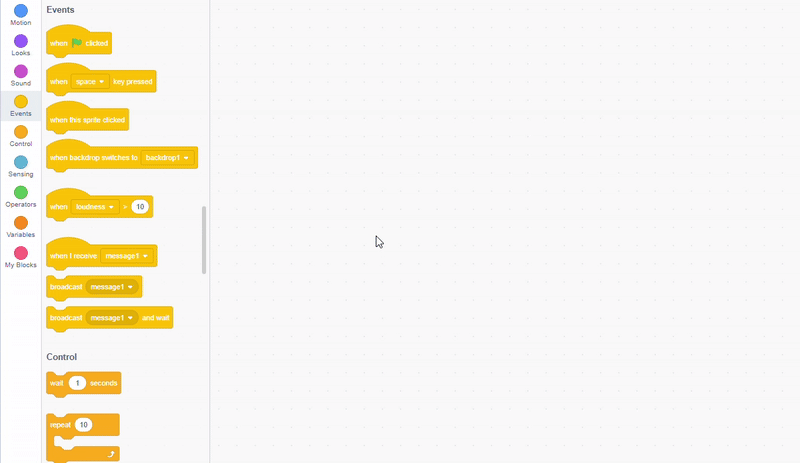 Motion
Looks
Sound
Events
Control
Sensing
Operators
Variables
My Blocks
Events
when clicked
when space key pressed
when this sprite clicked
when backdrop switches to backdrop1
when loudness > 10
when I receive message1
broadcast message1
broadcast message1 and wait
Control
wait 1 seconds
repeat 10